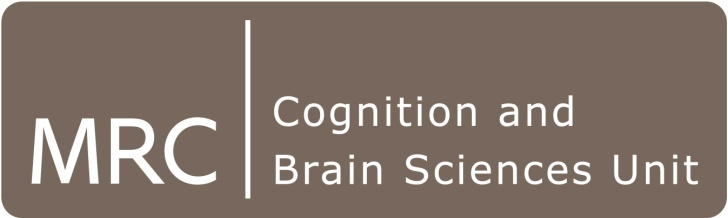 MRC
Cognition and
Brain Sciences Unit